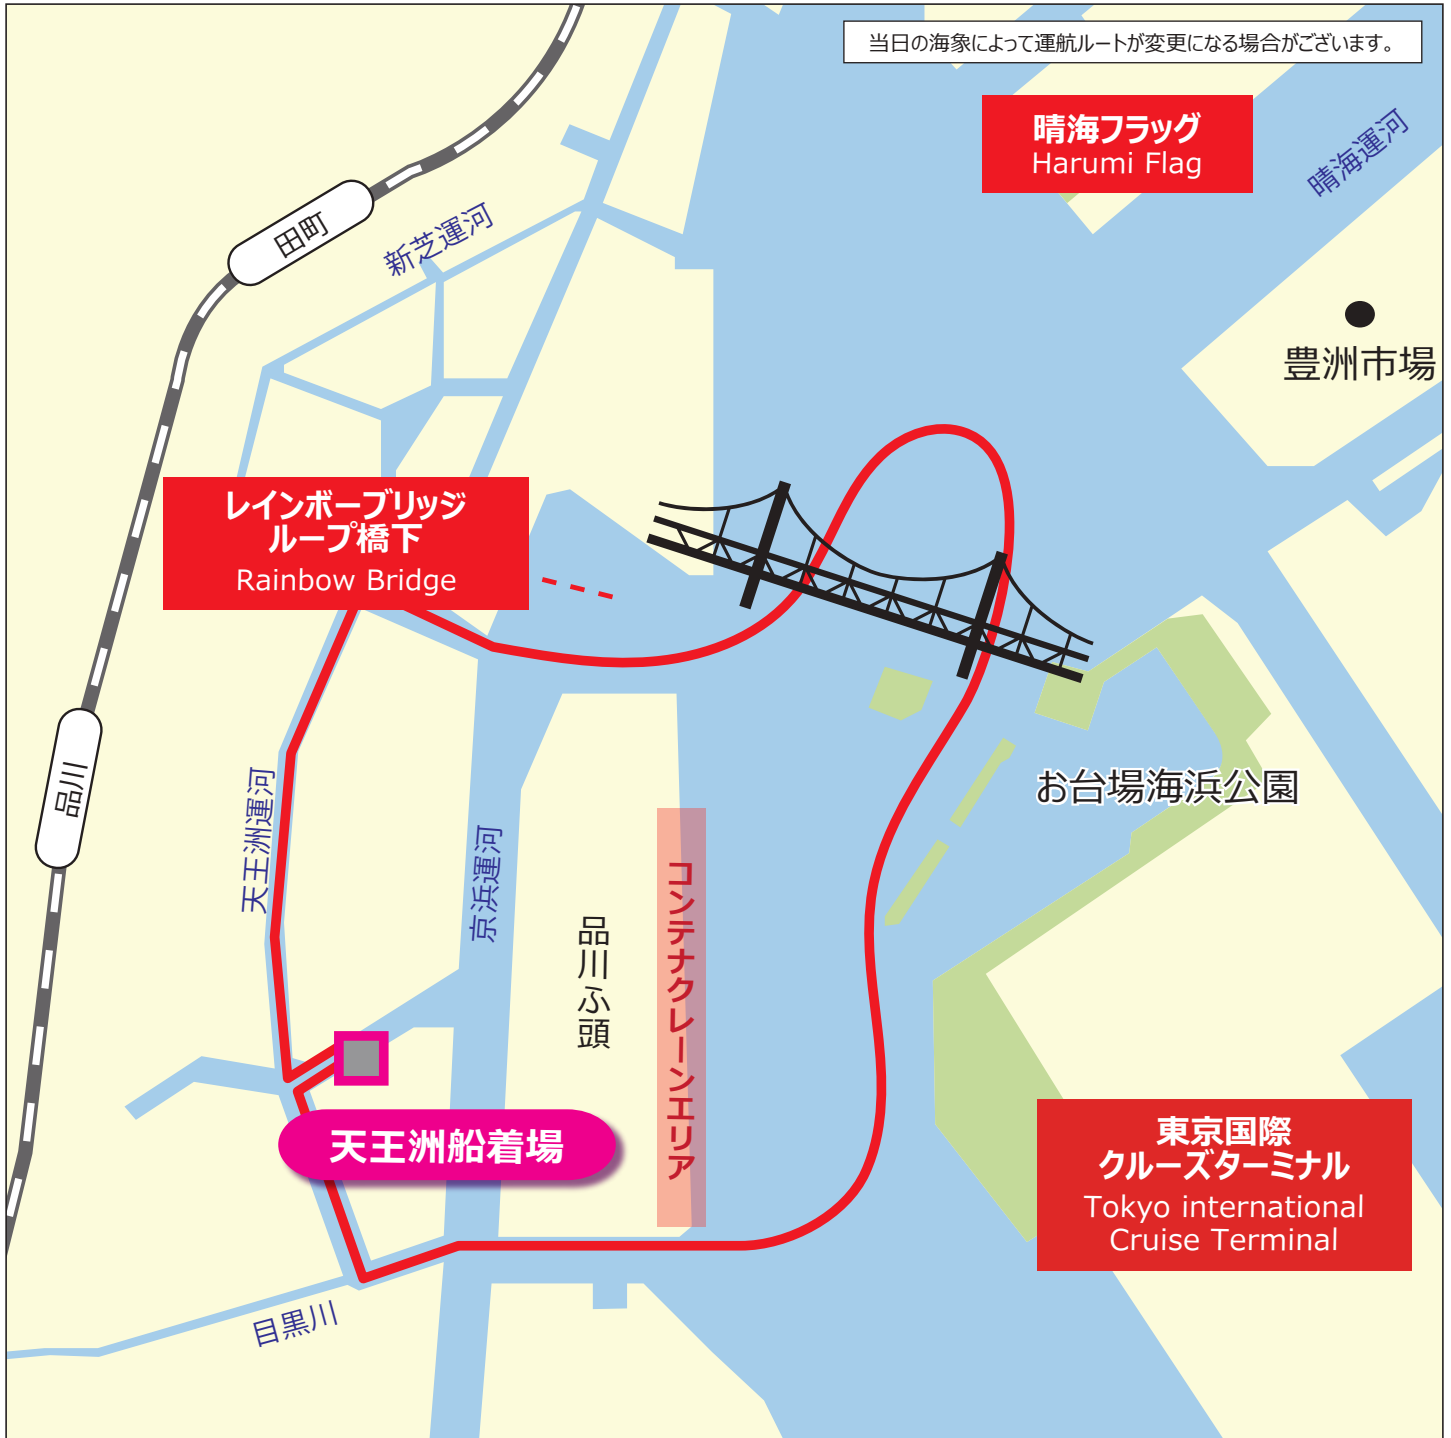 当日の海象によって運航ルートが変更になる場合がございます。
晴海フラッグ
Harumi Flag
晴海運河
田町
新芝運河
豊洲市場
レインボーブリッジ
ループ橋下
Rainbow Bridge
品川
天王洲運河
京浜運河
品川ふ頭
コンテナクレーンエリア
お台場海浜公園
天王洲船着場
東京国際
クルーズターミナル
Tokyo international
Cruise Terminal
目黒川